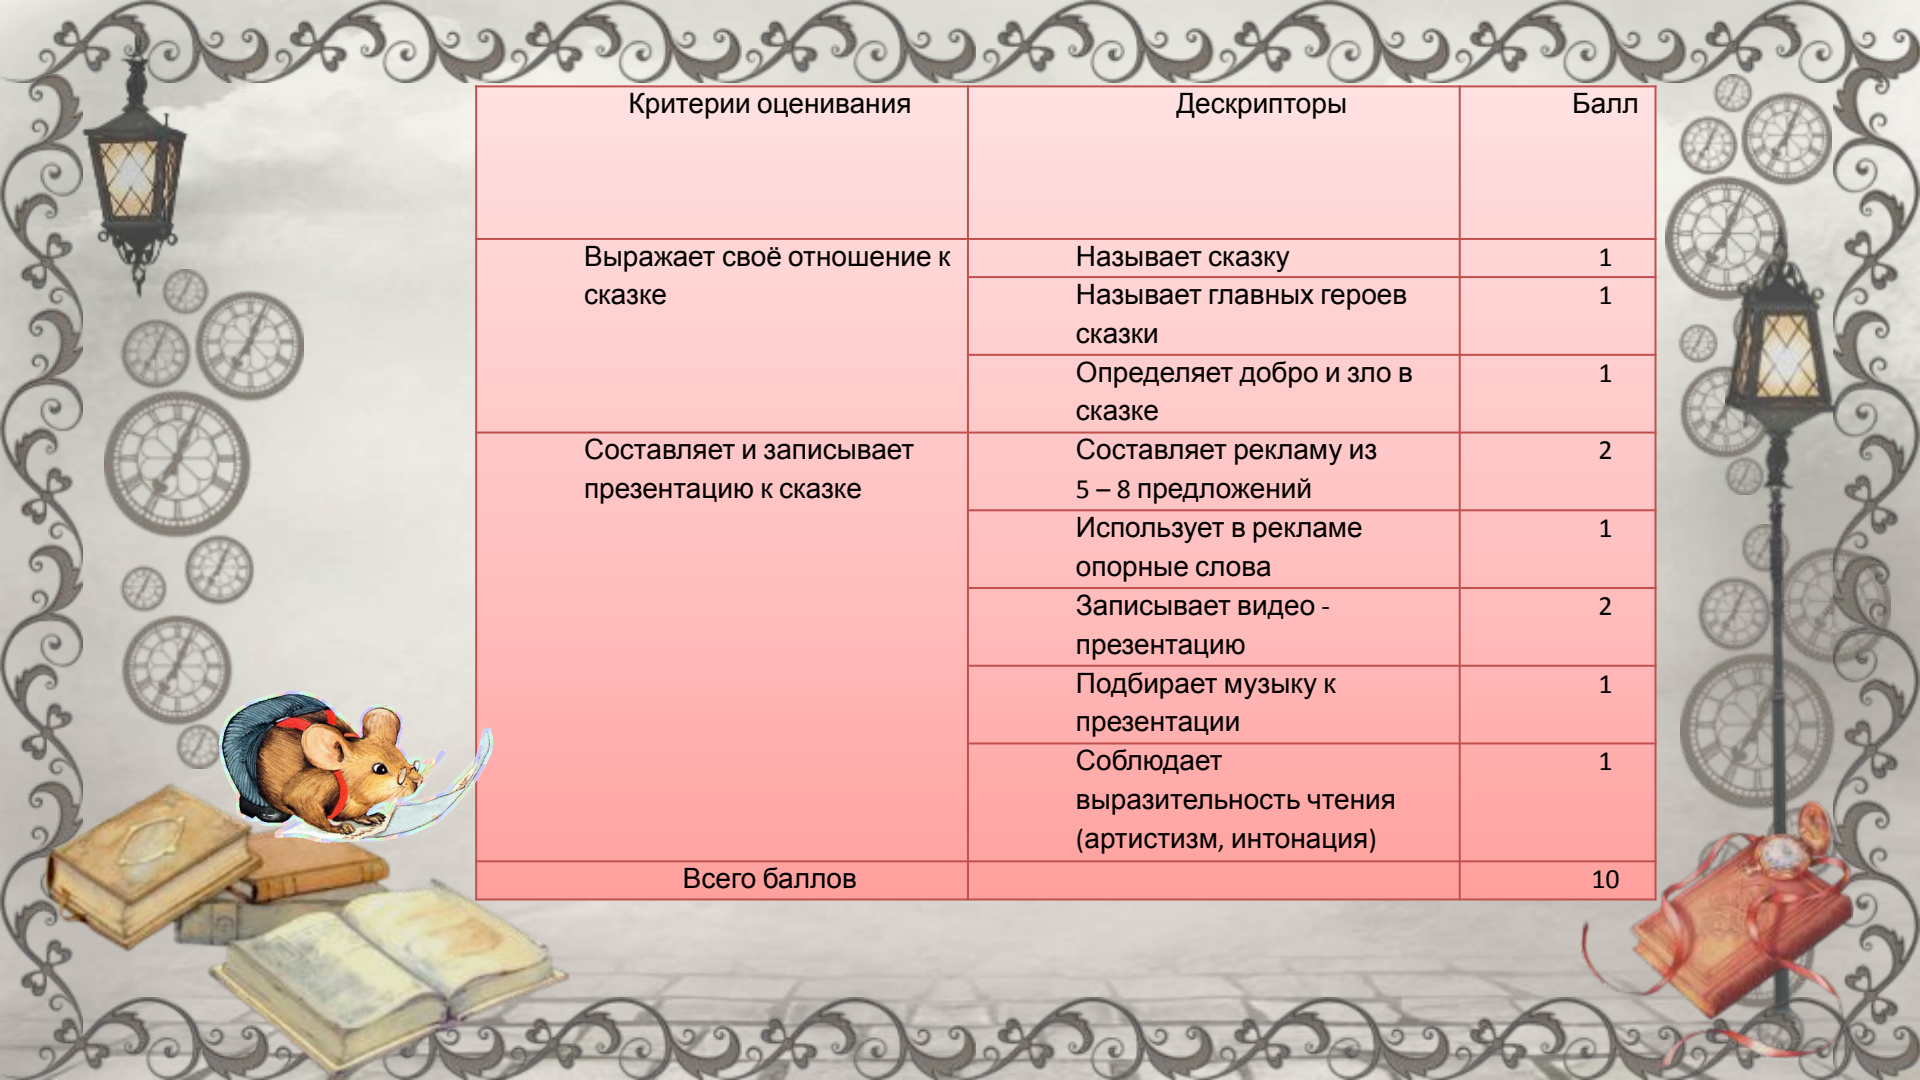 Критерии оценивания
Дескрипторы
Балл
Выражает своё отношение к
сказке
Называет сказку
1
Называет главных героев
сказки
1
Определяет добро и зло в
сказке
1
Составляет и записывает
презентацию к сказке
Составляет рекламу из
5 – 8 предложений
2
Использует в рекламе
опорные слова
1
Записывает видео -
презентацию
2
Подбирает музыку к
презентации
1
Соблюдает
выразительность чтения
(артистизм, интонация)
1
Всего баллов
10